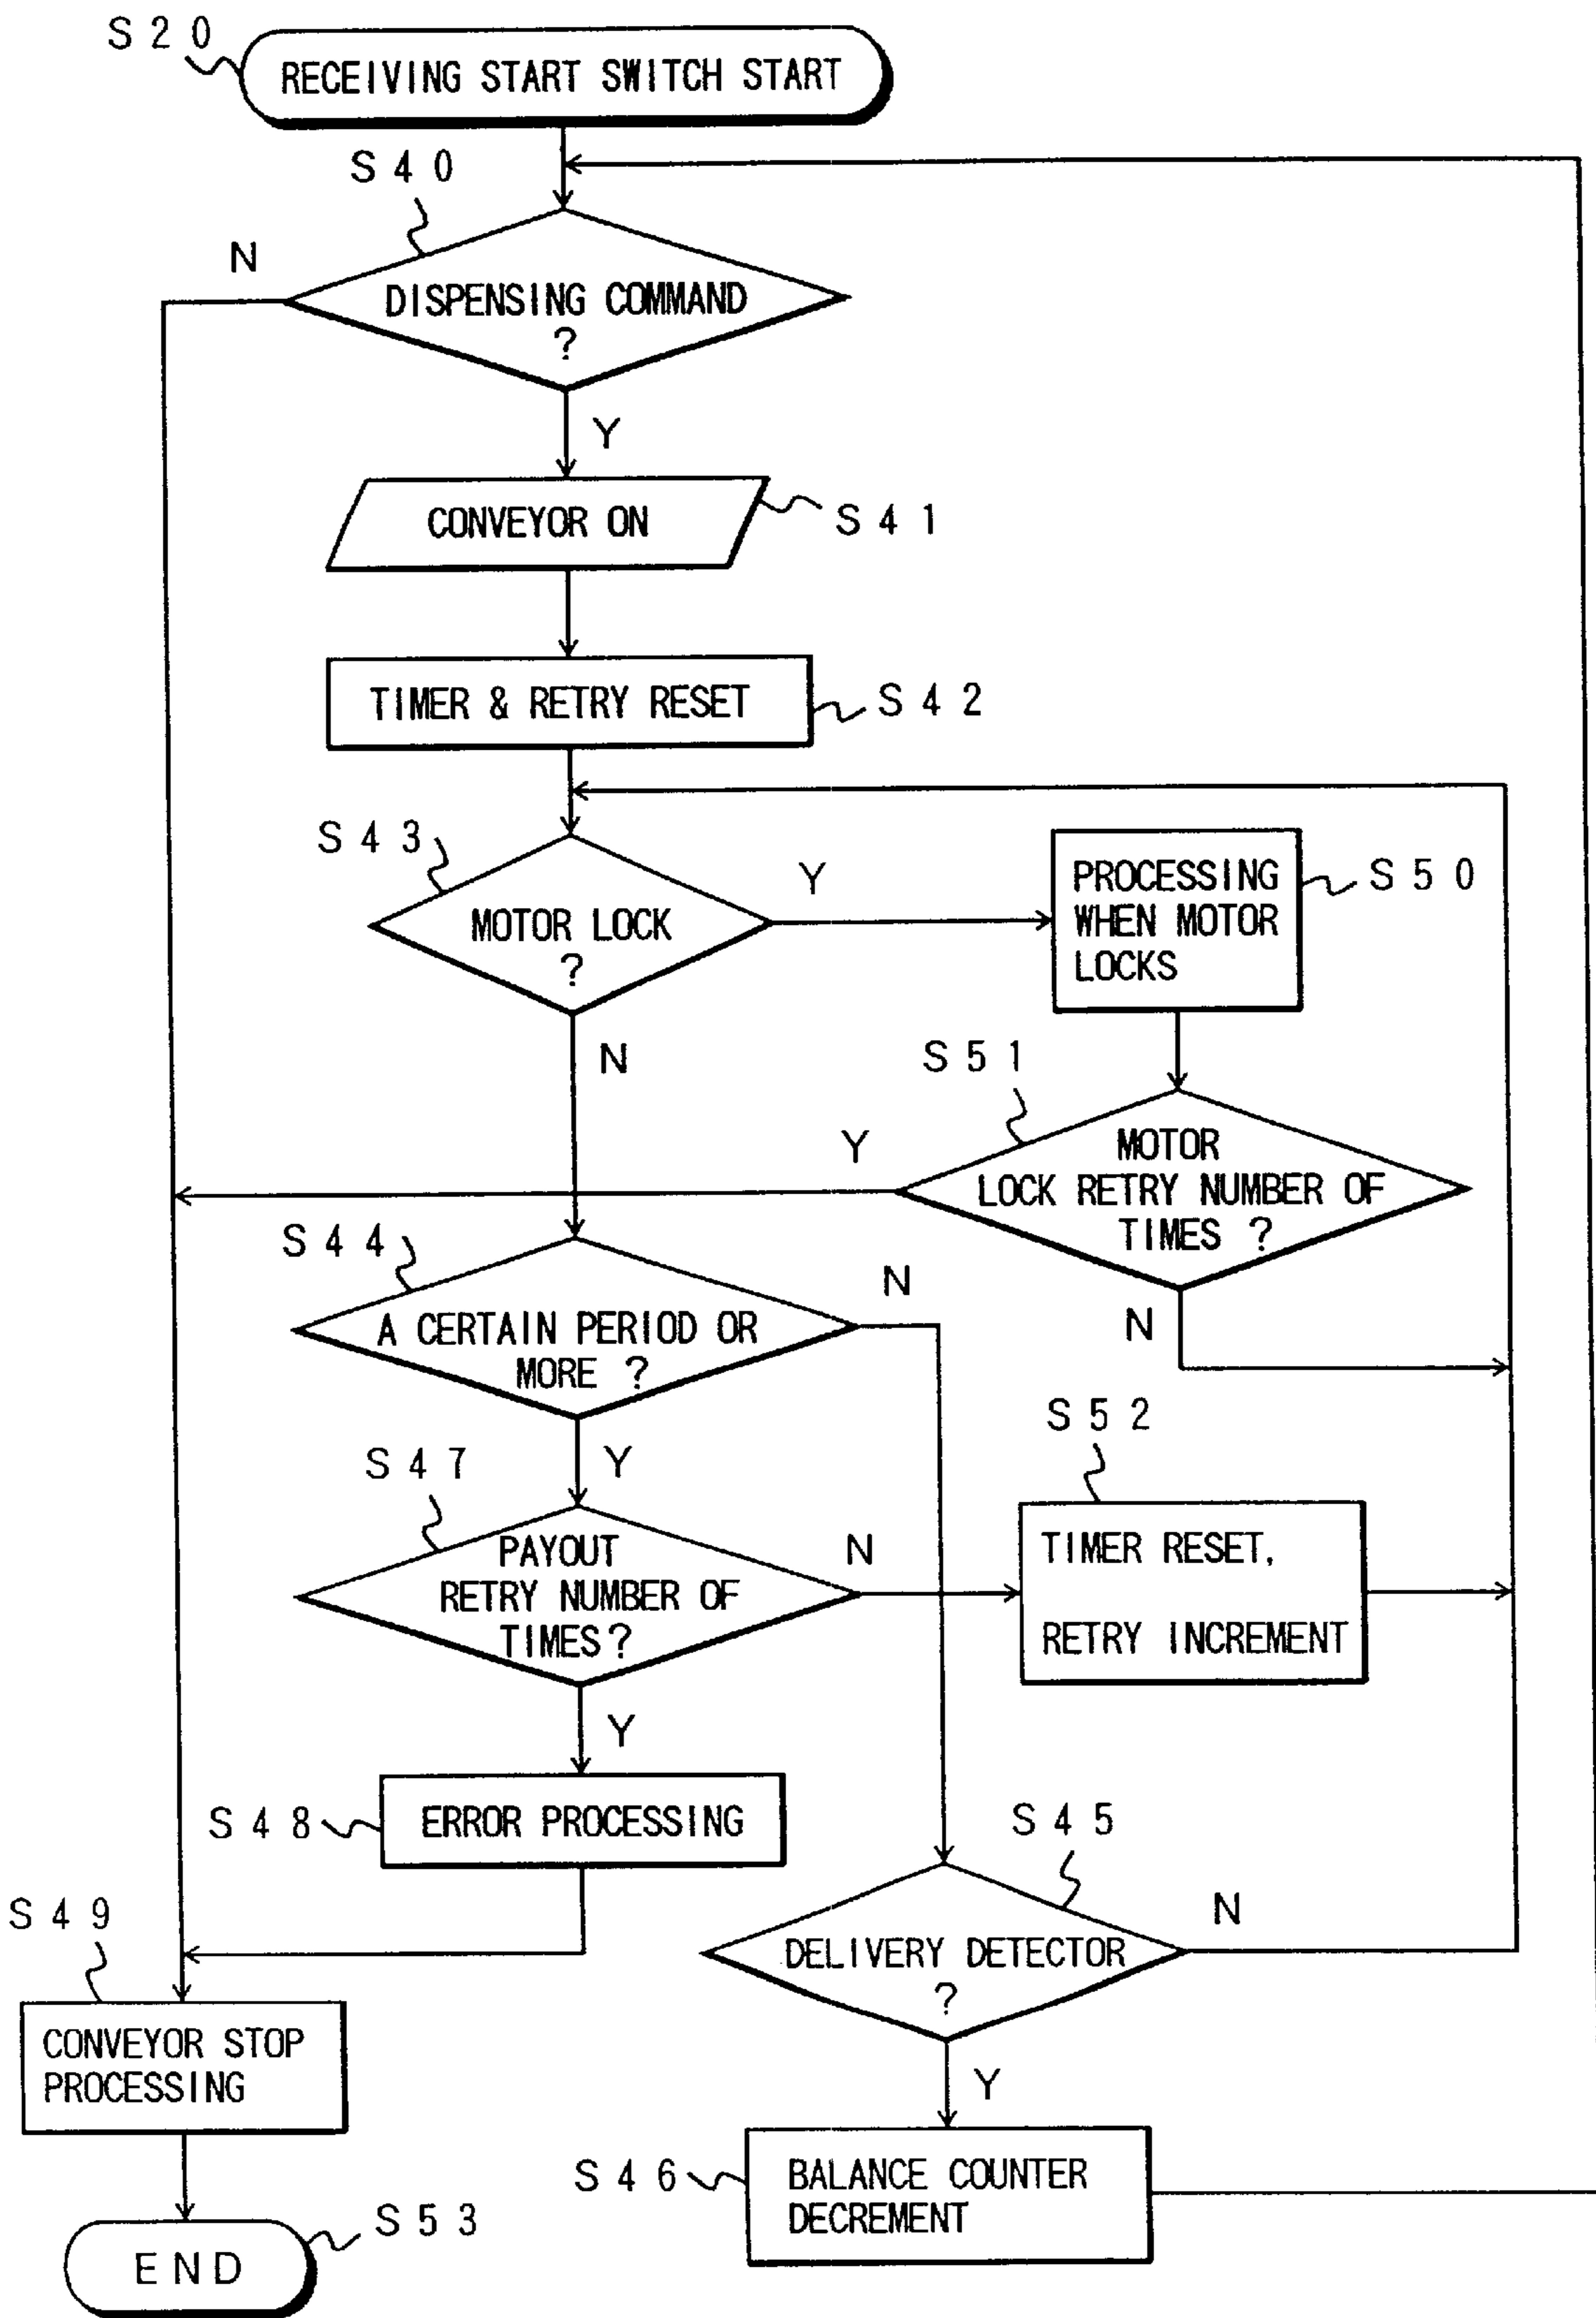 S20
RECEIVING START SWITCH START
S40
N
DISPENSING COMMAND
?
Y
CONVEYOR ON
S41
TIMER & RETRY RESET
S42
S43
MOTOR LOCK
?
Y
PROCESSING
WHEN MOTOR
LOCKS
S50
N
S51
Y
MOTOR
LOCK RETRY NUMBER OF
TIMES ?
N
S44
A CERTAIN PERIOD OR
MORE ?
N
Y
S47
PAYOUT
RETRY NUMBER OF
TIMES?
N
S52
TIMER RESET,
RETRY INCREMENT
Y
S48
ERROR PROCESSING
S45
DELIVERY DETECTOR
?
N
Y
S49
CONVEYOR STOP
PROCESSING
S46
BALANCE COUNTER
DECREMENT
S53
END